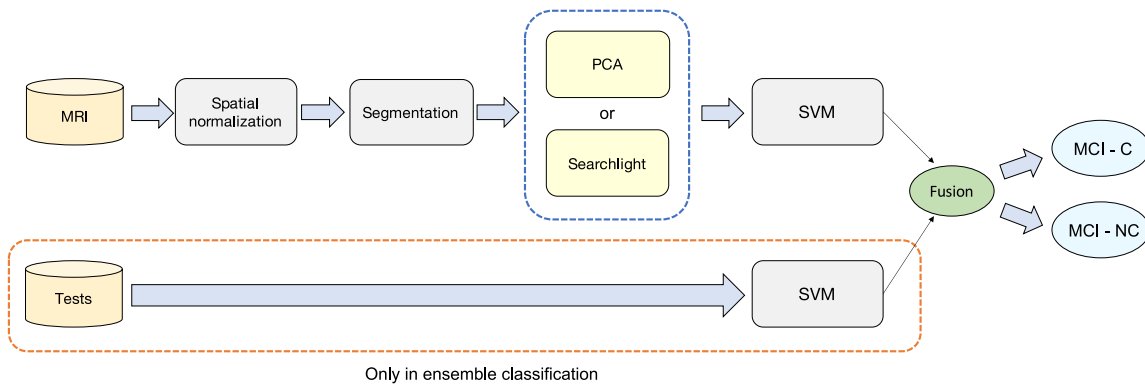 MRI
Spatial
normalization
Segmentation
PCA
or
Searchlight
SVM
Fusion
MCI - C
MCI - NC
Tests
SVM
Only in ensemble classification